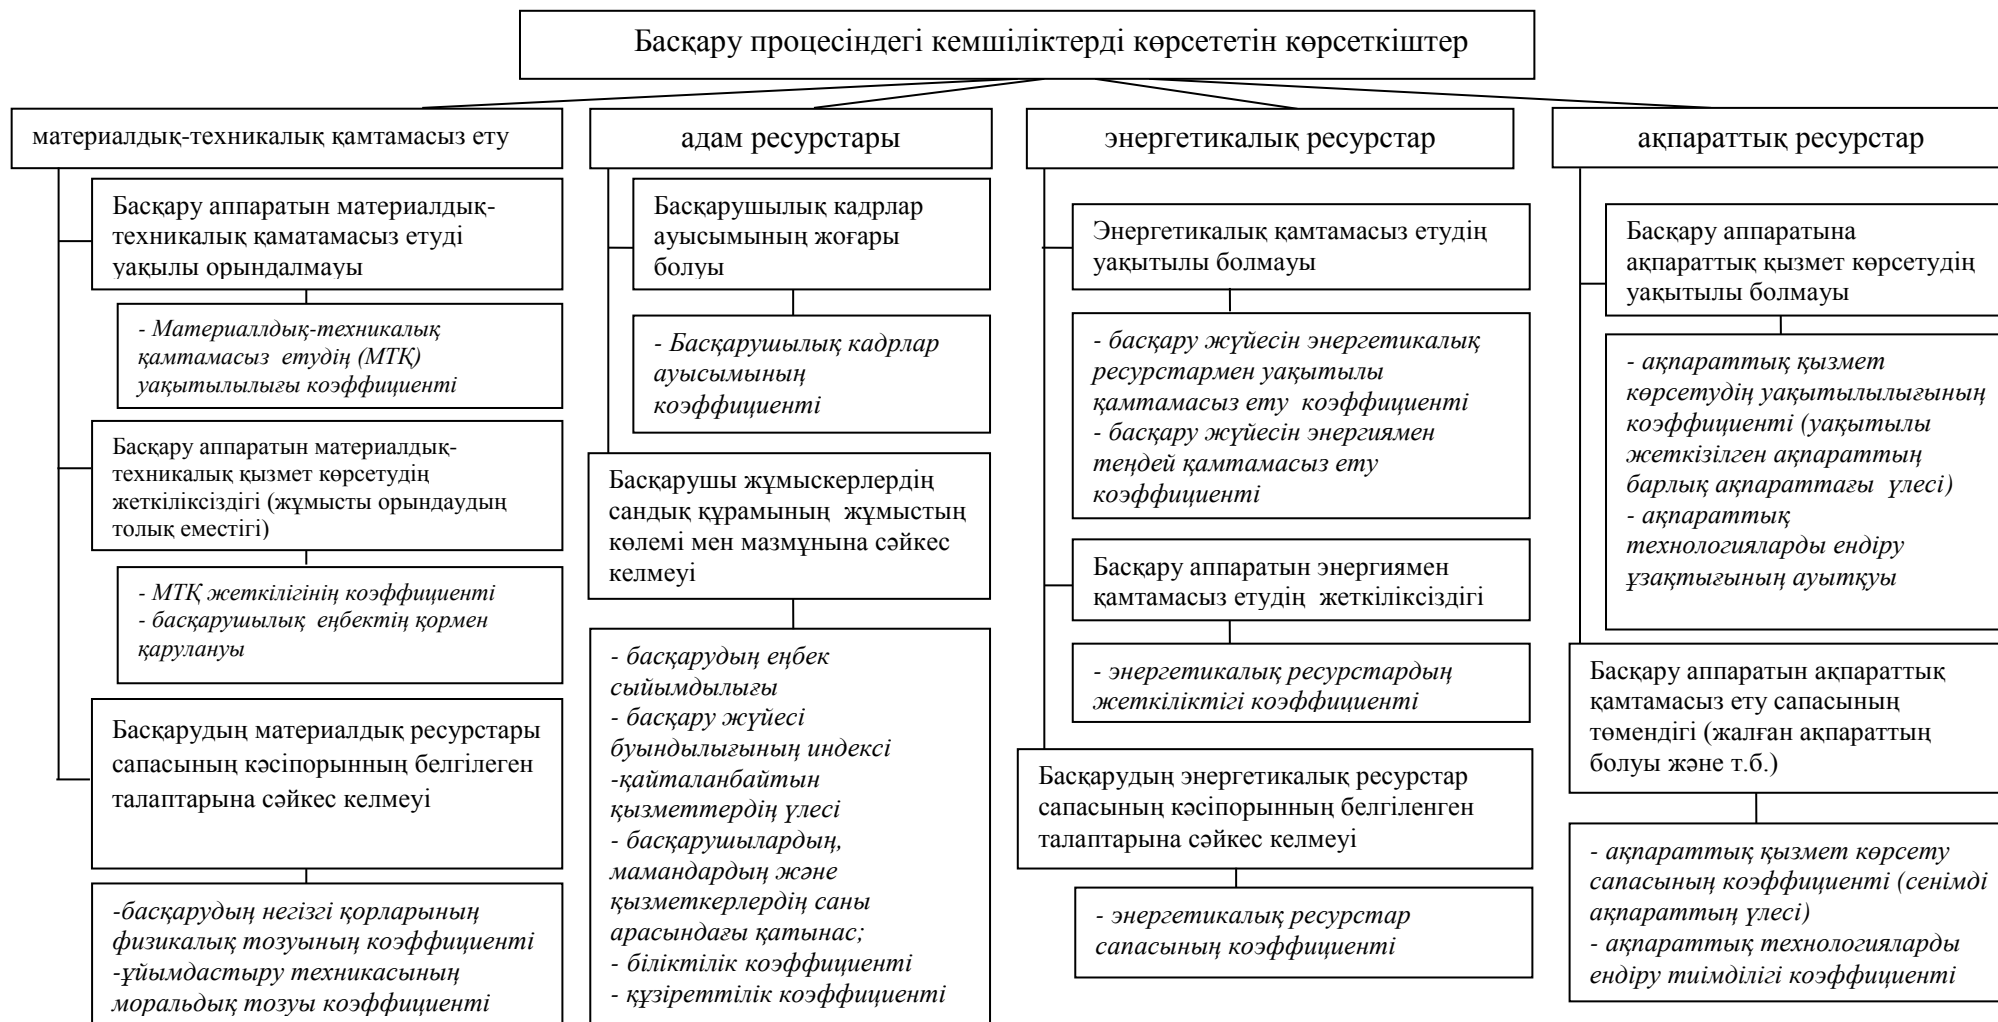 Басқару процесіндегі кемшіліктерді көрсететін көрсеткіштер
материалдық-техникалық қамтамасыз ету
Басқару аппаратын материалдық-
техникалық қаматамасыз етуді
уақылы орындалмауы
- Материаллдық-техникалық
қамтамасыз етудің (МТҚ)
уақытылылығы коэффициенті
Басқару аппаратын материалдық-
техникалық қызмет көрсетудің
жеткіліксіздігі (жұмысты орындаудың
толық еместігі)
- МТҚ жеткілігінің коэффициенті
- басқарушылық еңбектің қормен
қарулануы
Басқарудың материалдық ресурстары
сапасының кәсіпорынның белгілеген
талаптарына сәйкес келмеуі
-басқарудың негізгі қорларының
физикалық тозуының коэффициенті
-ұйымдастыру техникасының
моральдық тозуы коэффициенті
адам ресурстары
Басқарушылық кадрлар
ауысымының жоғары
болуы
- Басқарушылық кадрлар
ауысымының
коэффициенті
Басқарушы жұмыскерлердің
сандық құрамының жұмыстың
көлемі мен мазмұнына сәйкес
келмеуі
- басқарудың еңбек
сыйымдылығы
- басқару жүйесі
буындылығының индексі
-қайталанбайтын
қызметтердің үлесі
- басқарушылардың,
мамандардың және
қызметкерлердің саны
арасындағы қатынас;
- біліктілік коэффициенті
- құзіреттілік коэффициенті
энергетикалық ресурстар
Энергетикалық қамтамасыз етудің
уақытылы болмауы
- басқару жүйесін энергетикалық
ресурстармен уақытылы
қамтамасыз ету коэффициенті
- басқару жүйесін энергиямен
теңдей қамтамасыз ету
коэффициенті
Басқару аппаратын энергиямен
қамтамасыз етудің жеткіліксіздігі
- энергетикалық ресурстардың
жеткіліктігі коэффициенті
Басқарудың энергетикалық ресурстар
сапасының кәсіпорынның белгіленген
талаптарына сәйкес келмеуі
- энергетикалық ресурстар
сапасының коэффициенті
ақпараттық ресурстар
Басқару аппаратына
ақпараттық қызмет көрсетудің
уақытылы болмауы
- ақпараттық қызмет
көрсетудің уақытылылығының
коэффициенті (уақытылы
жеткізілген ақпараттың
барлық ақпараттағы үлесі)
- ақпараттық
технологияларды ендіру
ұзақтығының ауытқуы
Басқару аппаратын ақпараттық
қамтамасыз ету сапасының
төмендігі (жалған ақпараттың
болуы және т.б.)
- ақпараттық қызмет көрсету
сапасының коэффициенті (сенімді
ақпараттың үлесі)
- ақпараттық технологияларды
ендіру тиімділігі коэффициенті